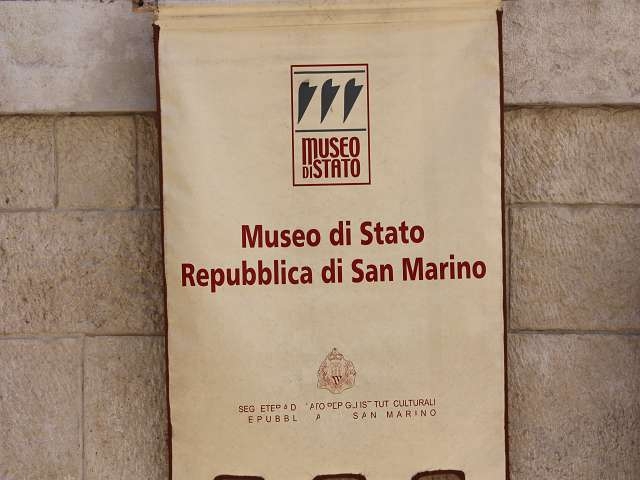 MUSEO
DI STATO
Museo di Stato
Repubblica di San Marino
CULTURALI
SAN MARINO